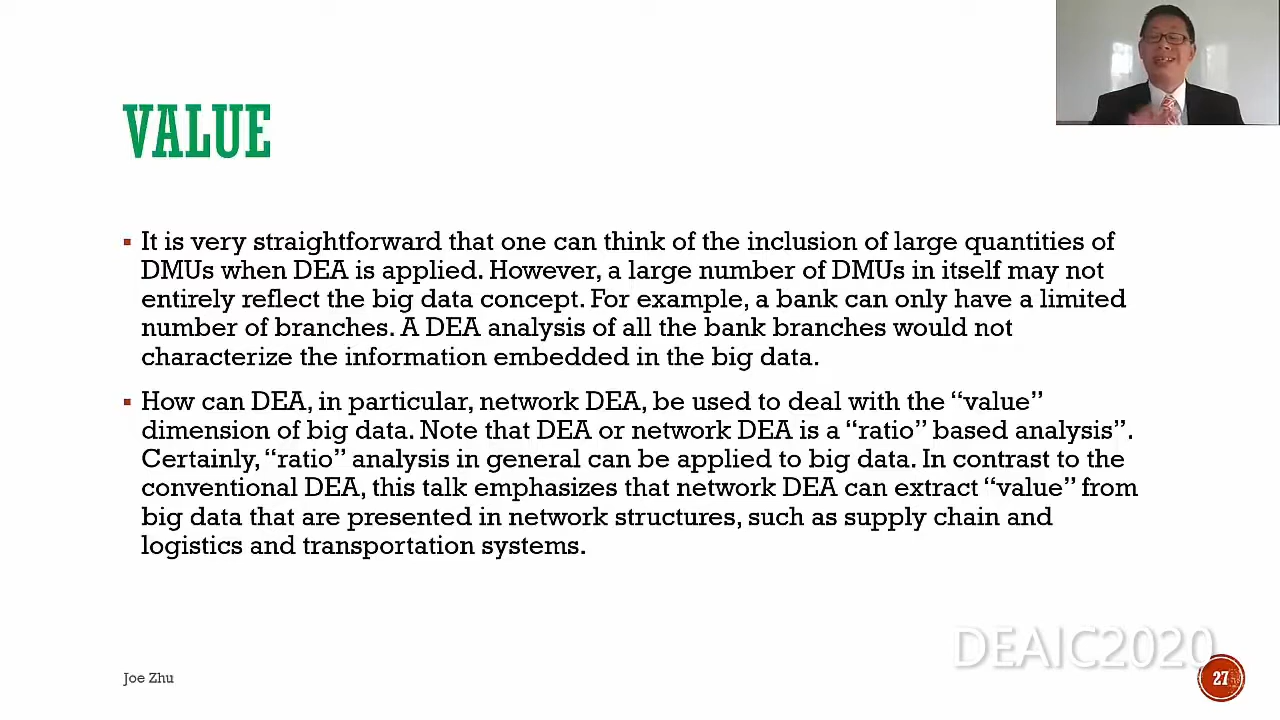 VALUE
▪ It is very straightforward that one can think of the inclusion of large quantities of
DMUs when DEA is applied. However, a large number of DMUs in itself may not
entirely reflect the big data concept. For example, a bank can only have a limited
number of branches. A DEA analysis of all the bank branches would not
characterize the information embedded in the big data.
▪ How can DEA, in particular, network DEA, be used to deal with the “value”
dimension of big data. Note that DEA or network DEA is a “ratio” based analysis”.
Certainly, “ratio” analysis in general can be applied to big data. In contrast to the
conventional DEA, this talk emphasizes that network DEA can extract “value” from
big data that are presented in network structures, such as supply chain and
logistics and transportation systems.
DEAIC2020
Joe Zhu
27